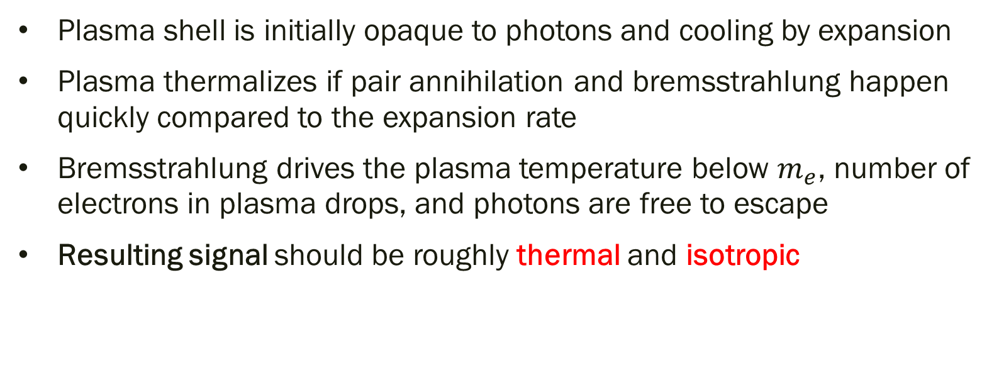 • Plasma shell is initially opaque to photons and cooling by expansion
• Plasma thermalizes if pair annihilation and bremsstrahlung happen
quickly compared to the expansion rate
• Bremsstrahlung drives the plasma temperature below $m_e$, number of
electrons in plasma drops, and photons are free to escape
• Resulting signal should be roughly thermal and isotropic